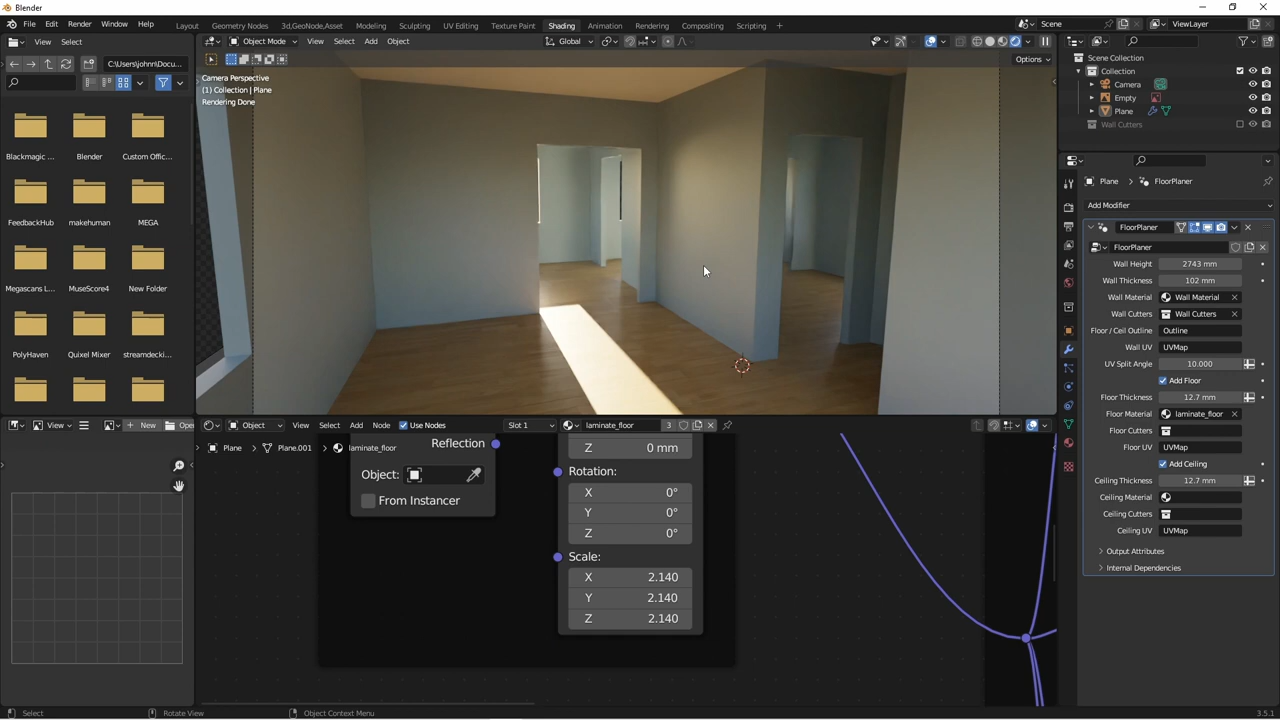 Blender
File
Edit
Render
Window
Help
Layout
Geometry Nodes
3d.GeoNode.Asset
Modeling
Sculpting
UV Editing
Texture Paint
Shading
Animation
Rendering
Compositing
Scripting
Scene
ViewLayer
View
Select
Object Mode
View
Select
Add
Object
Global
C:\Users\johnn\Docu...
Options
Camera Perspective
(1) Collection | Plane
Rendering Done
Blackmagic ...
Blender
Custom Offic...
FeedbackHub
makehuman
MEGA
Megascans L...
MuseScore4
New Folder
PolyHaven
Quixel Mixer
streamdecki...
Scene Collection
Collection
Camera
Empty
Plane
Wall Cutters
Plane
FloorPlaner
Add Modifier
FloorPlaner
FloorPlaner
Wall Height 2743 mm
Wall Thickness 102 mm
Wall Material Wall Material
Wall Cutters Wall Cutters
Floor / Ceil Outline Outline
Wall UV UVMap
UV Split Angle 10.000
Add Floor
Floor Thickness 12.7 mm
Floor Material laminate_floor
Floor Cutters
Floor UV UVMap
Add Ceiling
Ceiling Thickness 12.7 mm
Ceiling Material
Ceiling Cutters
Ceiling UV UVMap
Output Attributes
Internal Dependencies
View
New
Open
Object
View
Select
Add
Node
Use Nodes
Slot 1
laminate_floor
3
Plane
Plane.001
laminate_floor
Reflection
Object:
From Instancer
Z 0 mm
Rotation:
X 0°
Y 0°
Z 0°
Scale:
X 2.140
Y 2.140
Z 2.140
Select
Rotate View
Object Context Menu
3.5.1